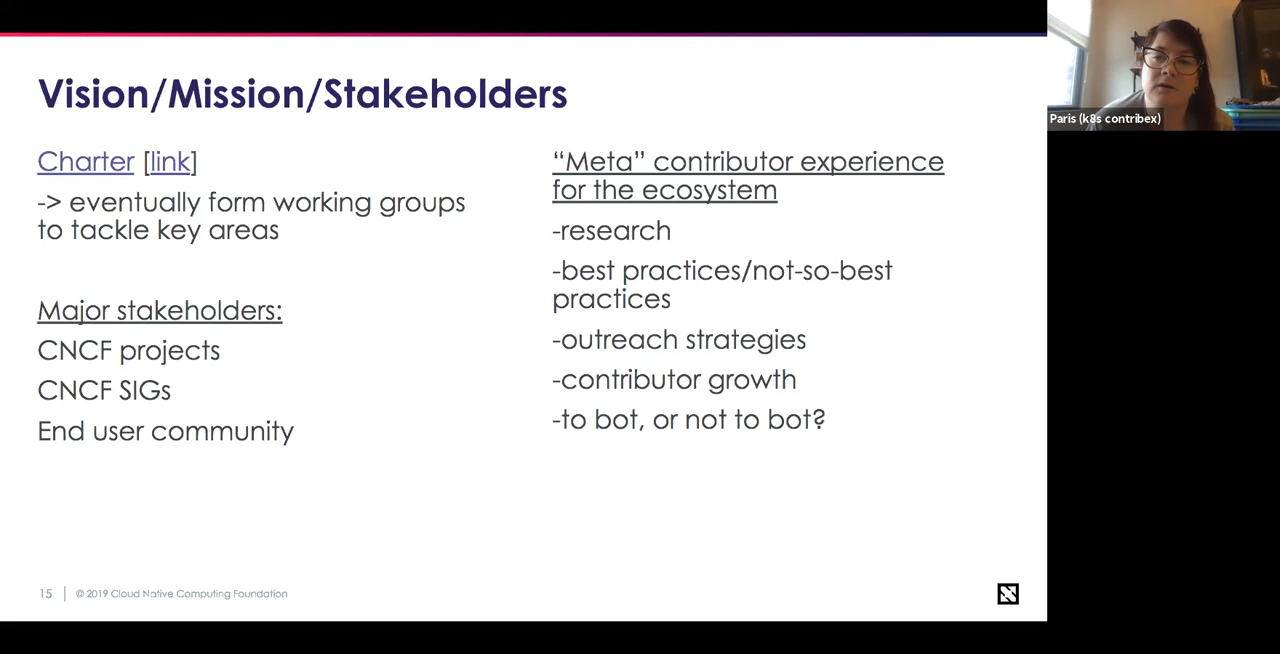 Vision/Mission/Stakeholders
Charter [link]
-> eventually form working groups
to tackle key areas
Major stakeholders:
CNCF projects
CNCF SIGs
End user community
“Meta” contributor experience
for the ecosystem
-research
-best practices/not-so-best
practices
-outreach strategies
-contributor growth
-to bot, or not to bot?
15 | © 2019 Cloud Native Computing Foundation
Paris (k8s contribex)